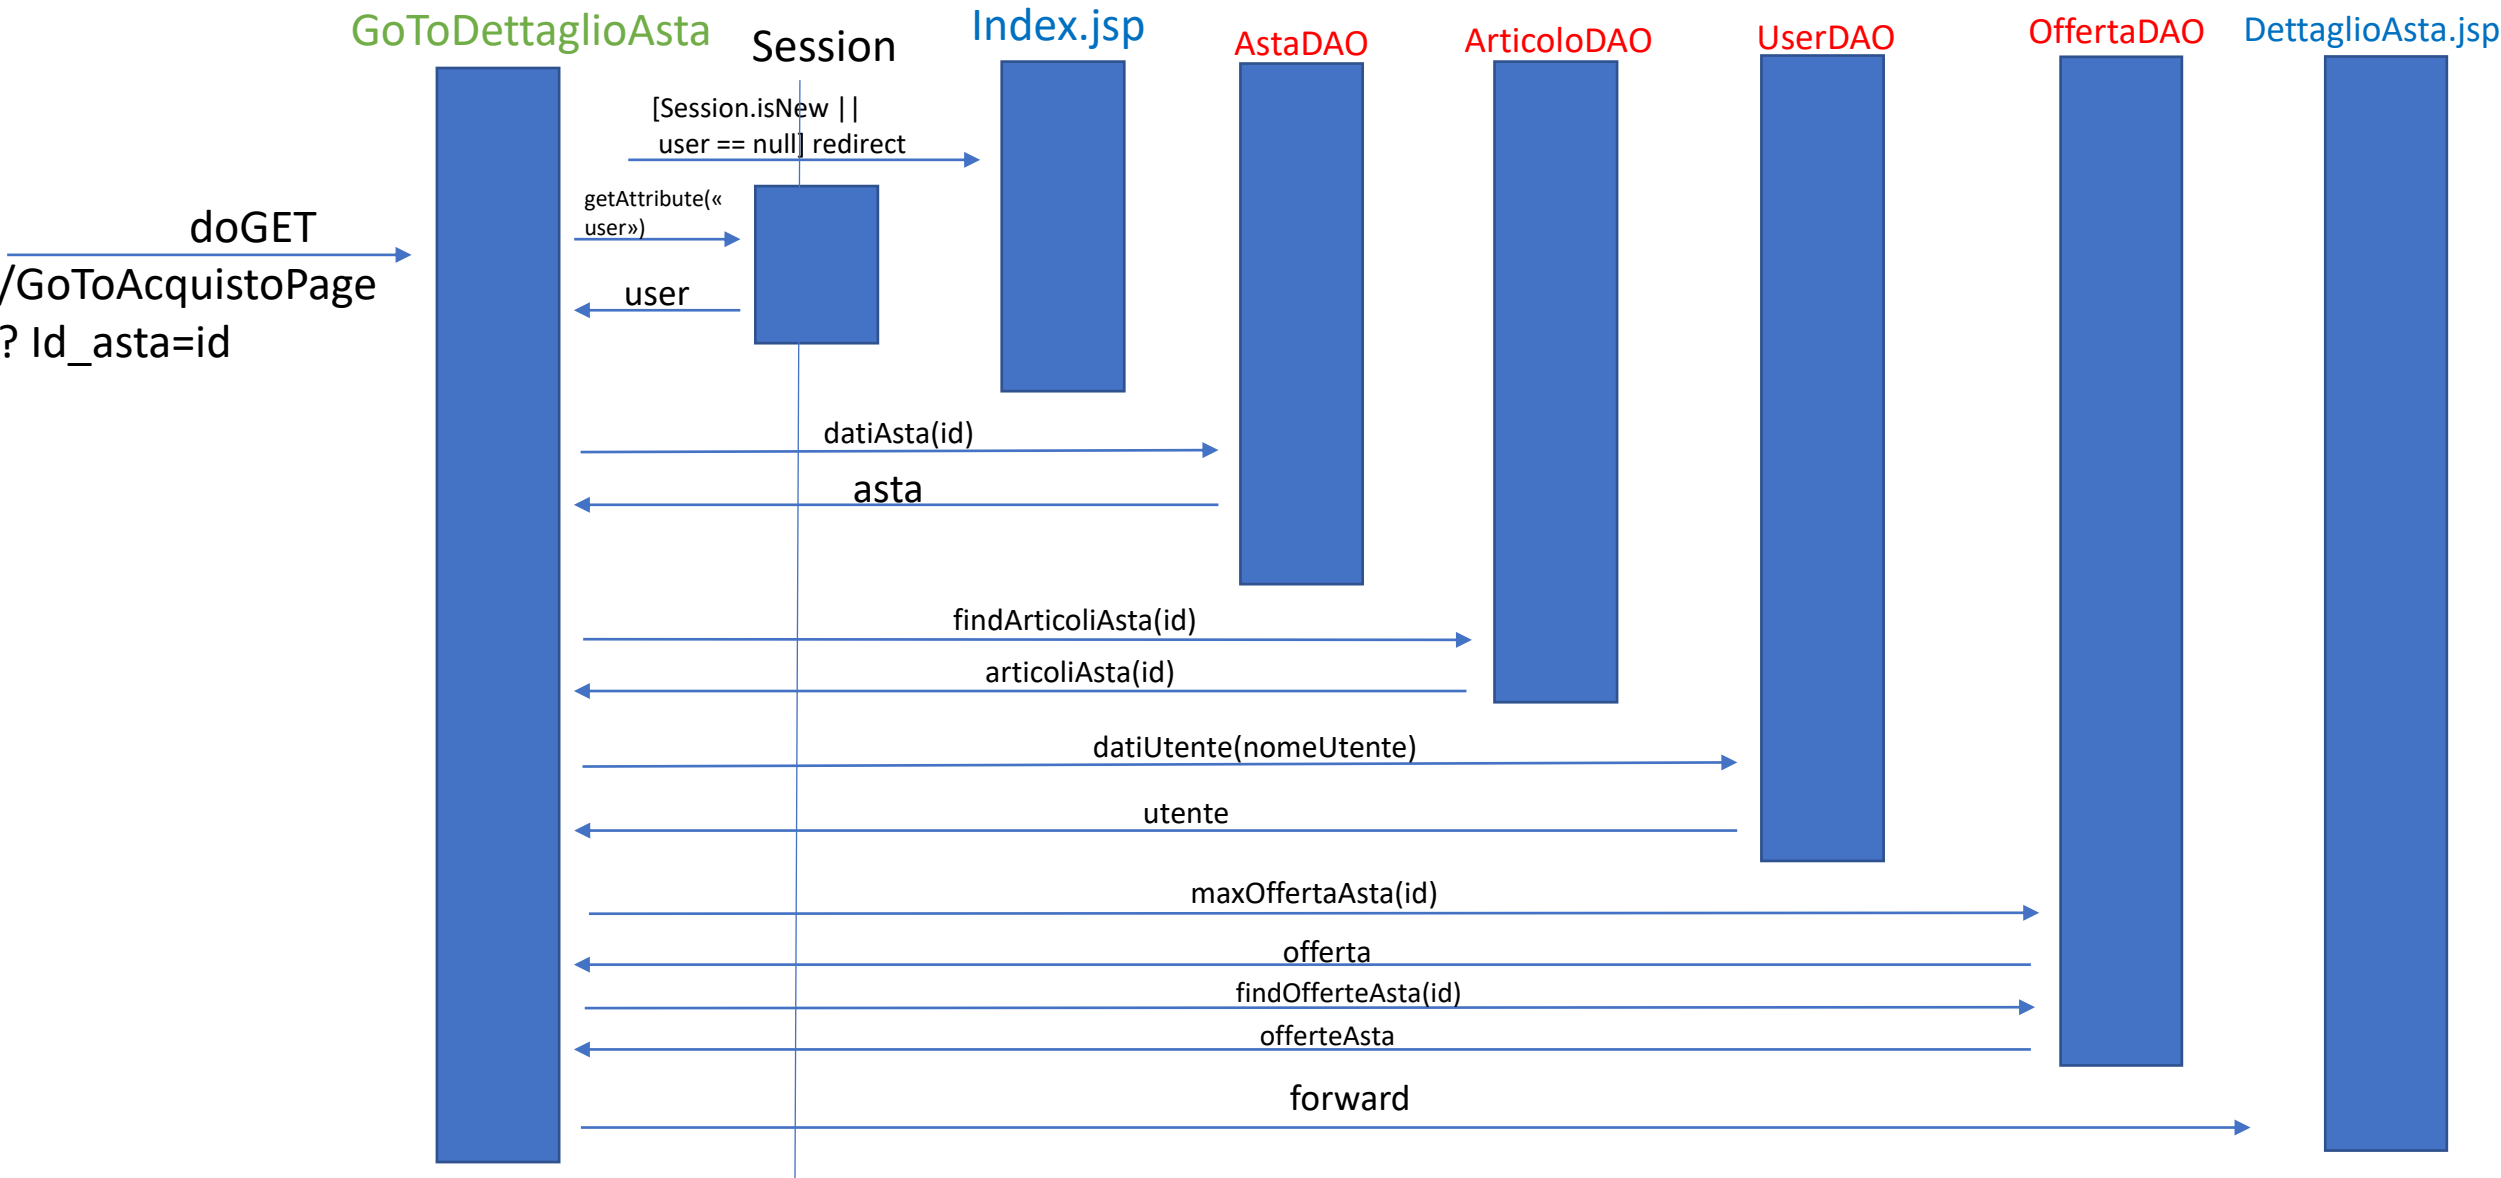 GoToDettaglioAsta
Session
Index.jsp
AstaDAO
ArticoloDAO
UserDAO
OffertaDAO
DettaglioAsta.jsp
[Session.isNew ||
user == null] redirect
getAttribute(«
user»)
doGET
/GoToAcquistoPage
? Id_asta=id
user
datiAsta(id)
asta
findArticoliAsta(id)
articoliAsta(id)
datiUtente(nomeUtente)
utente
maxOffertaAsta(id)
offerta
findOfferteAsta(id)
offerteAsta
forward